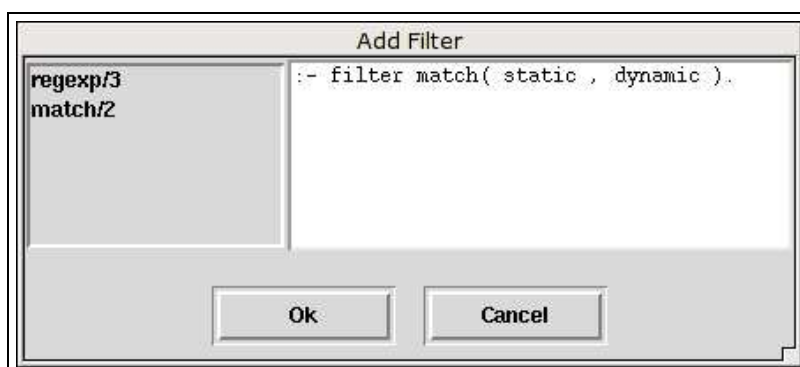 Add Filter
regexp/3
match/2
:- filter match( static , dynamic ).
Ok
Cancel